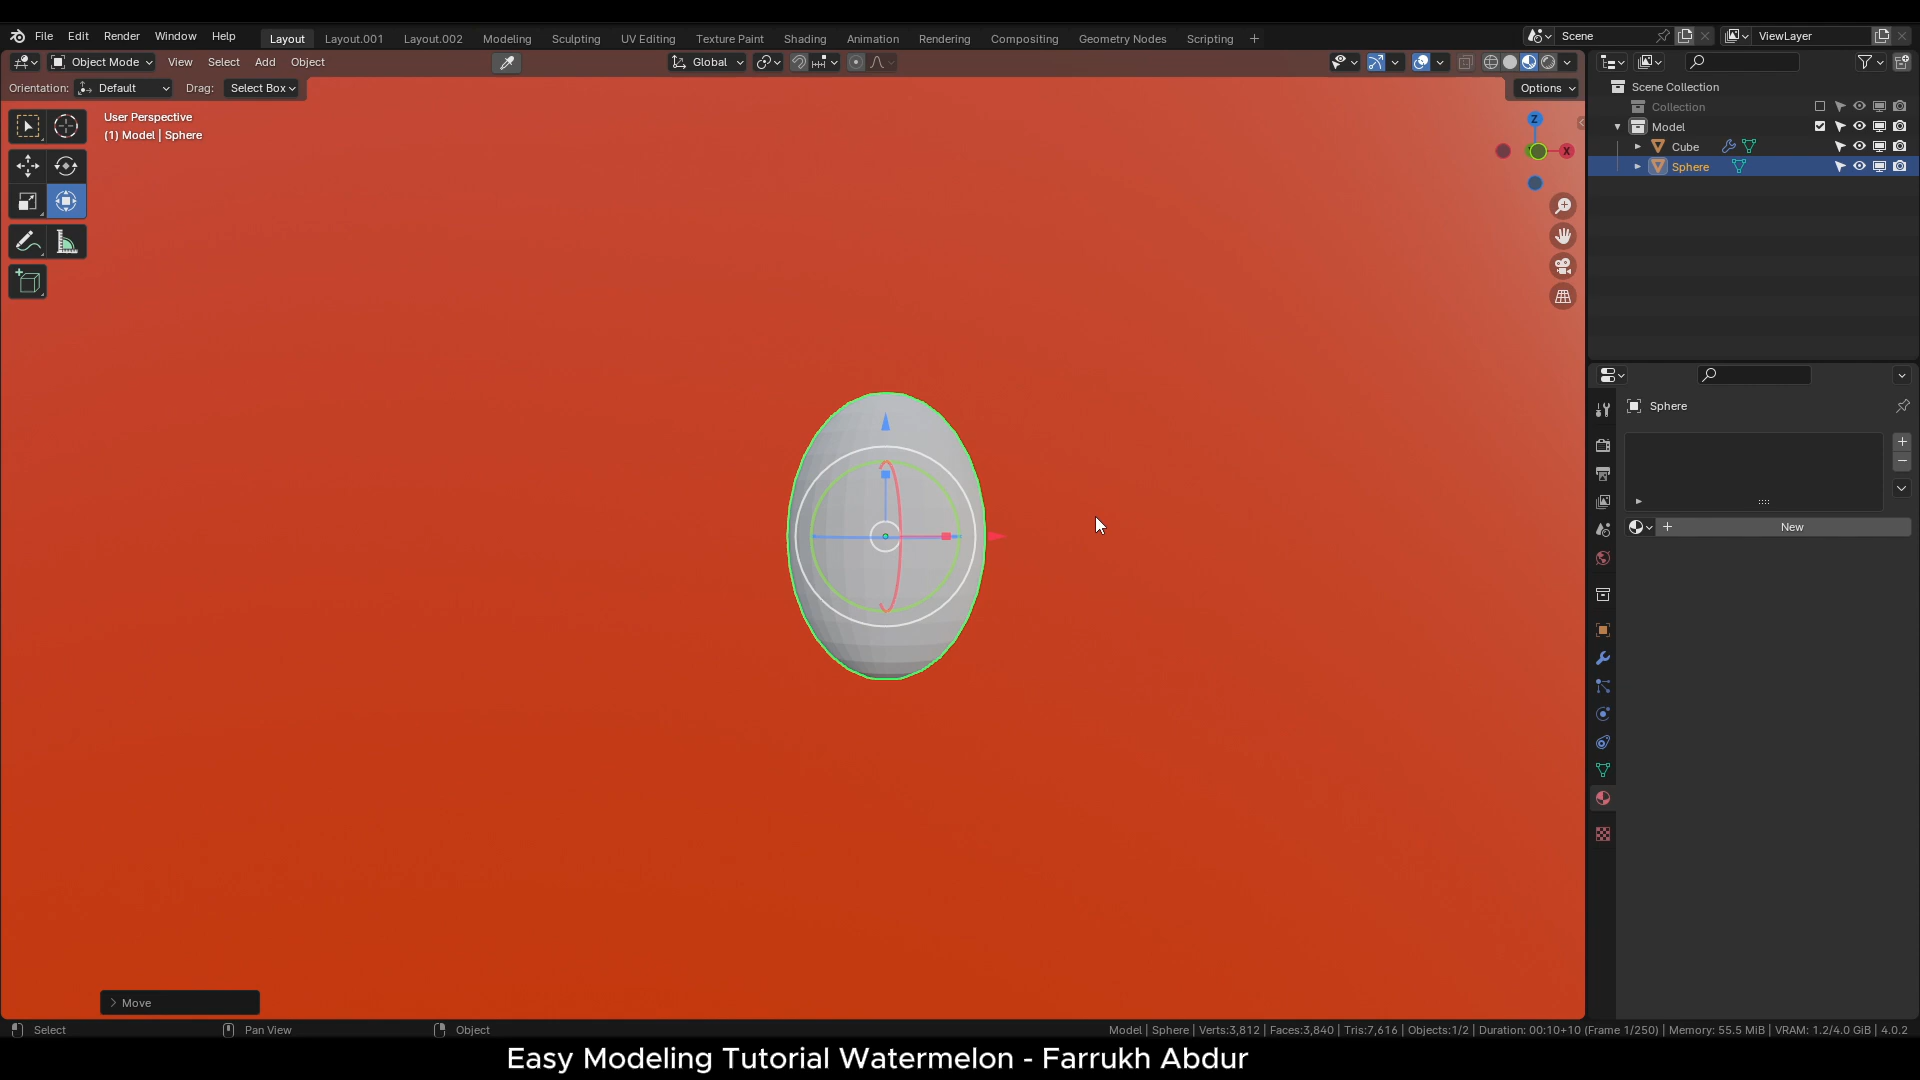 File Edit Render Window Help
Layout Layout.001 Layout.002 Modeling Sculpting UV Editing Texture Paint Shading Animation Rendering Compositing Geometry Nodes Scripting +
Scene
ViewLayer
Object Mode View Select Add Object
Global
Orientation: Default Drag: Select Box
Options
User Perspective
(1) Model | Sphere
Z
X
Scene Collection
Collection
Model
Cube
Sphere
Sphere
New
Move
Select Pan View Object
Model | Sphere | Verts:3,812 | Faces:3,840 | Tris:7,616 | Objects:1/2 | Duration: 00:10+10 (Frame 1/250) | Memory: 55.5 MiB | VRAM: 1.2/4.0 GiB | 4.0.2
Easy Modeling Tutorial Watermelon - Farrukh Abdur